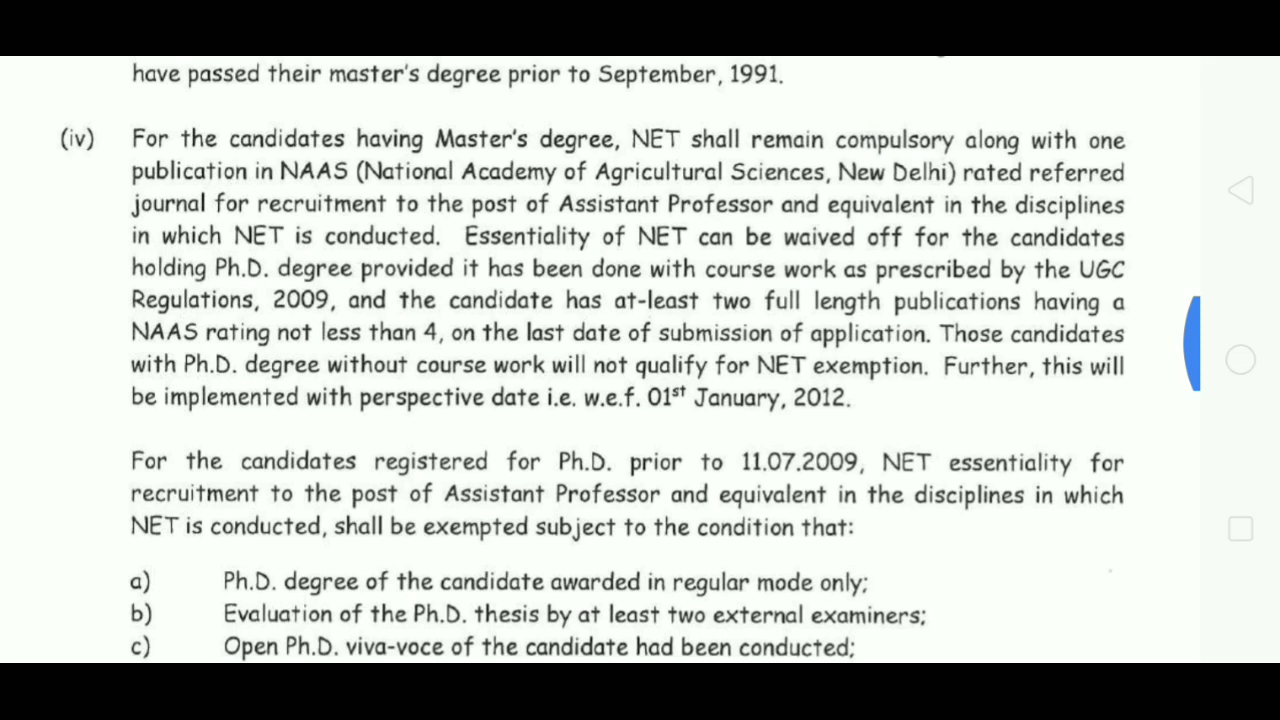 have passed their master's degree prior to September, 1991.
(iv) For the candidates having Master's degree, NET shall remain compulsory along with one
publication in NAAS (National Academy of Agricultural Sciences, New Delhi) rated referred
journal for recruitment to the post of Assistant Professor and equivalent in the disciplines
in which NET is conducted. Essentiality of NET can be waived off for the candidates
holding Ph.D. degree provided it has been done with course work as prescribed by the UGC
Regulations, 2009, and the candidate has at-least two full length publications having a
NAAS rating not less than 4, on the last date of submission of application. Those candidates
with Ph.D. degree without course work will not qualify for NET exemption. Further, this will
be implemented with perspective date i.e. w.e.f. 01st January, 2012.
For the candidates registered for Ph.D. prior to 11.07.2009, NET essentiality for
recruitment to the post of Assistant Professor and equivalent in the disciplines in which
NET is conducted, shall be exempted subject to the condition that:
a) Ph.D. degree of the candidate awarded in regular mode only;
b) Evaluation of the Ph.D. thesis by at least two external examiners;
c) Open Ph.D. viva-voce of the candidate had been conducted;